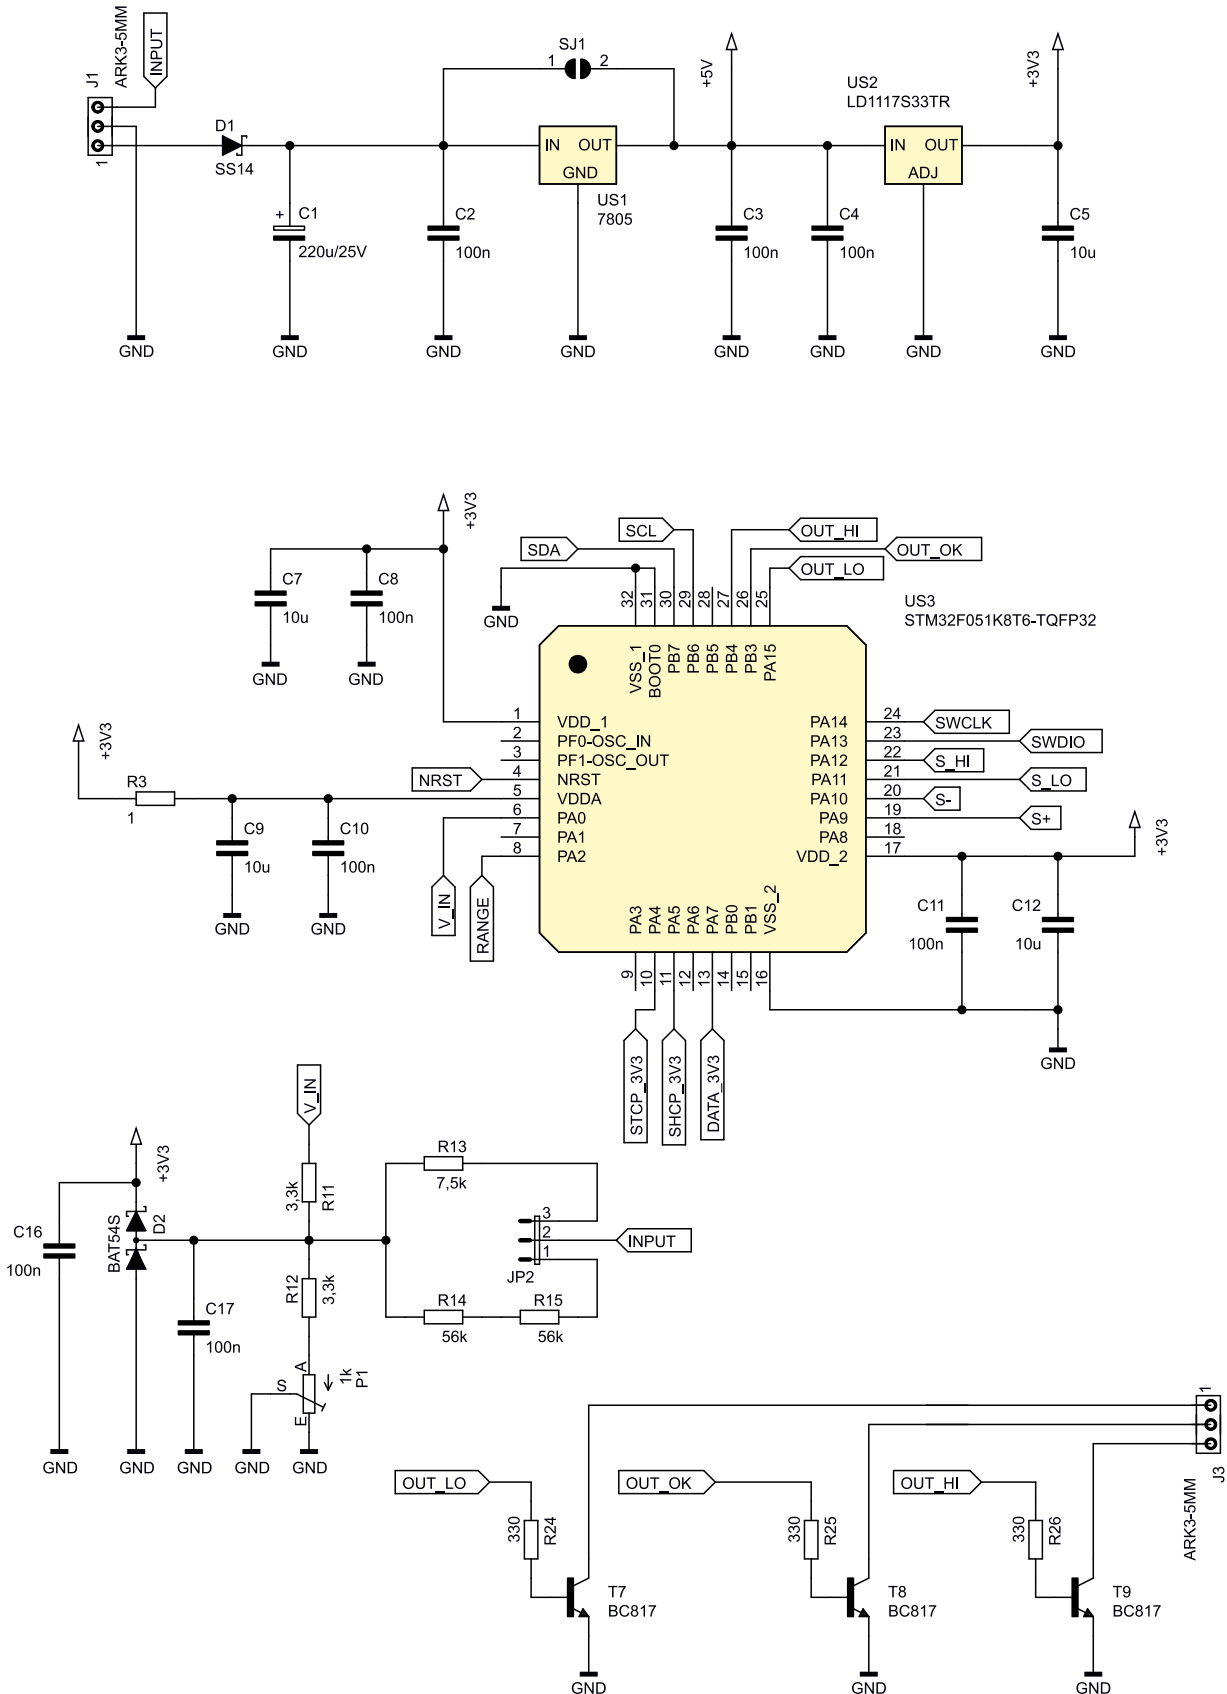 J1
ARK3-5MM
INPUT
1
D1
SS14
+
C1
220u/25V
C2
100n
SJ1
1
2
IN
OUT
GND
US1
7805
+5V
C3
100n
C4
100n
US2
LD1117S33TR
IN
OUT
ADJ
+3V3
C5
10u
GND
GND
GND
GND
GND
GND
GND
GND
+3V3
C7
10u
C8
100n
GND
GND
SDA
SCL
OUT_HI
OUT_OK
OUT_LO
GND
32
31
30
29
28
27
26
25
VSS_1
BOOT0
PB7
PB6
PB5
PB4
PB3
PA15
US3
STM32F051K8T6-TQFP32
1
VDD_1
2
PF0-OSC_IN
3
PF1-OSC_OUT
NRST
4
NRST
5
VDDA
6
PA0
7
PA1
8
PA2
PA14
24
SWCLK
PA13
23
SWDIO
PA12
22
S_HI
PA11
21
S_LO
PA10
20
S-
PA9
19
S+
PA8
18
VDD_2
17
+3V3
+3V3
R3
1
C9
10u
C10
100n
GND
GND
V_IN
RANGE
PA3
PA4
PA5
PA6
PA7
PB0
PB1
VSS_2
9
10
11
12
13
14
15
16
STCP_3V3
SHCP_3V3
DATA_3V3
C11
100n
C12
10u
GND
V_IN
+3V3
C16
100n
BAT54S
D2
3,3k
R11
R12
3,3k
C17
100n
R13
7,5k
3
2
1
JP2
INPUT
R14
56k
R15
56k
A
S
E
1k
P1
GND
GND
GND
GND
GND
OUT_LO
330
R24
T7
BC817
GND
OUT_OK
330
R25
T8
BC817
GND
OUT_HI
330
R26
T9
BC817
GND
1
J3
ARK3-5MM